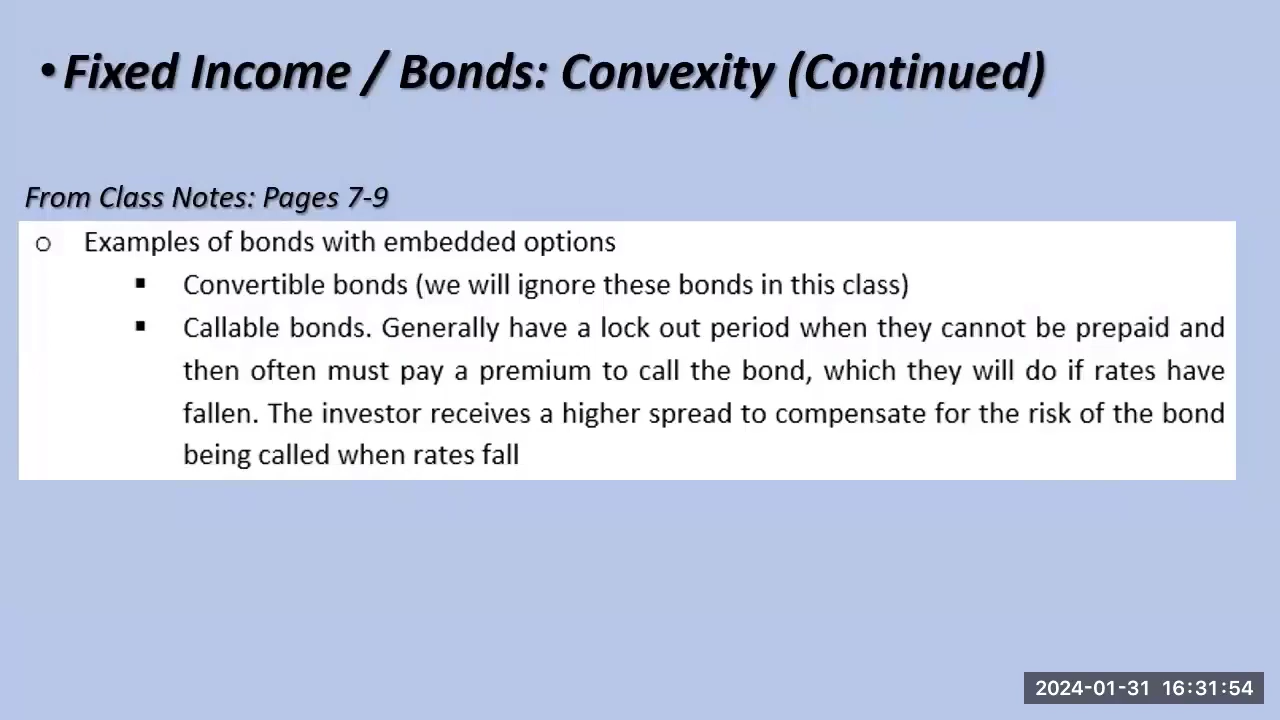 •Fixed Income / Bonds: Convexity (Continued)
From Class Notes: Pages 7-9
o Examples of bonds with embedded options
▪ Convertible bonds (we will ignore these bonds in this class)
▪ Callable bonds. Generally have a lock out period when they cannot be prepaid and
then often must pay a premium to call the bond, which they will do if rates have
fallen. The investor receives a higher spread to compensate for the risk of the bond
being called when rates fall
2024-01-31 16:31:54